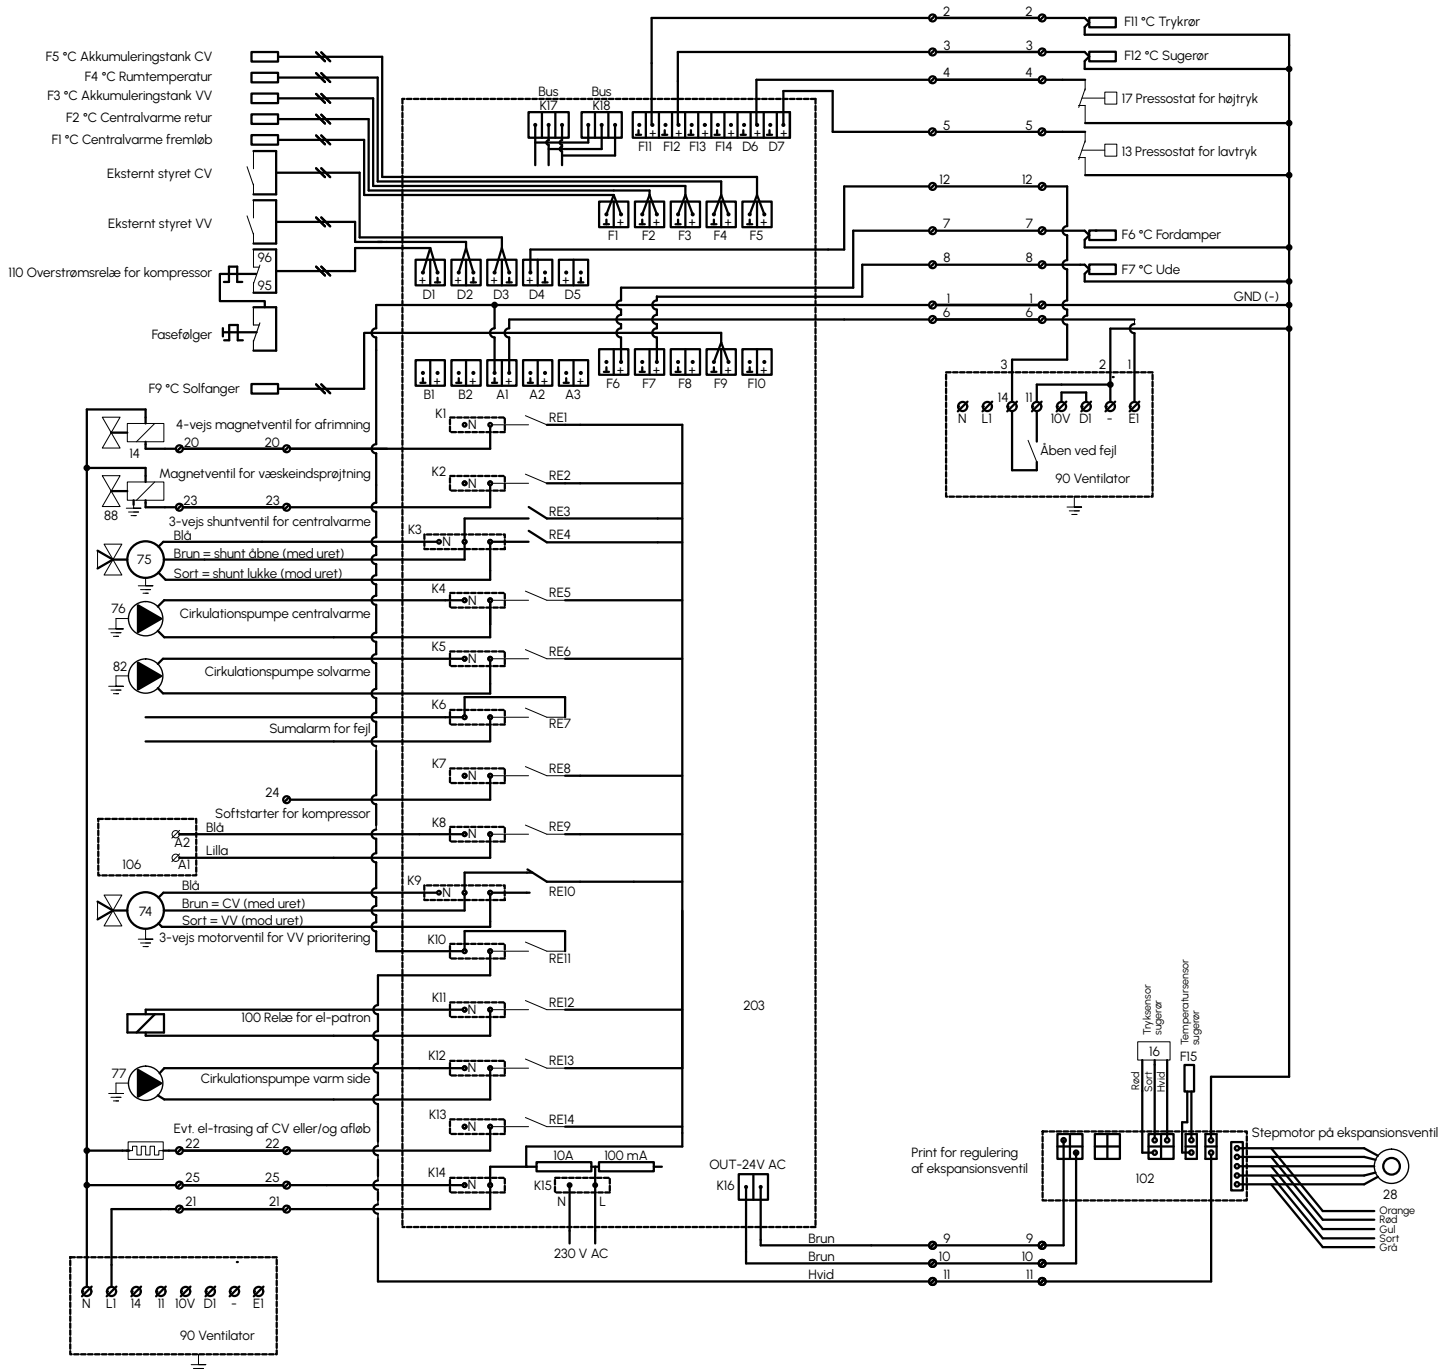 F5 °C Akkumuleringstank CV
F4 °C Rumtemperatur
F3 °C Akkumuleringstank VV
F2 °C Centralvarme retur
F1 °C Centralvarme fremløb
Eksternt styret CV
Eksternt styret VV
110 Overstrømsrelæ for kompressor
96
95
Fasefølger
F9 °C Solfanger
Bus
K17
Bus
K18
F11 F12 F13 F14 D6 D7
F1 F2 F3 F4 F5
D1 D2 D3 D4 D5
B1 B2 A1 A2 A3
F6 F7 F8 F9 F10
2 2 F11 °C Trykrør
3 3 F12 °C Sugerør
4 4
17 Pressostat for højtryk
5 5
13 Pressostat for lavtryk
12 12
7 7 F6 °C Fordamper
8 8 F7 °C Ude
1 1 GND (-)
6 6
3 2 1
14 11
N L1 10V D1 - E1
Åben ved fejl
90 Ventilator
4-vejs magnetventil for afrimning
14 20 20
K1 N RE1
Magnetventil for væskeindsprøjtning
88 23 23
K2 N RE2
3-vejs shuntventil for centralvarme
Blå
75 Brun = shunt åbne (med uret)
Sort = shunt lukke (mod uret)
K3 N RE3
RE4
76 Cirkulationspumpe centralvarme
K4 N RE5
82 Cirkulationspumpe solvarme
K5 N RE6
Sumalarm for fejl
K6 RE7
K7 N RE8
24
Softstarter for kompressor
Blå
A2
106 A1 Lilla
K8 N RE9
Blå
74 Brun = CV (med uret)
Sort = VV (mod uret)
3-vejs motorventil for VV prioritering
K9 N RE10
K10 RE11
100 Relæ for el-patron
K11 N RE12
77 Cirkulationspumpe varm side
K12 N RE13
Evt. el-trasing af CV eller/og afløb
22 22
K13 N RE14
25 25
K14 N
21 21
10A 100 mA
K15 N L
230 V AC
203
OUT-24V AC
K16
Brun 9 9
Brun 10 10
Hvid 11 11
N L1 14 11 10V D1 - E1
90 Ventilator
Tryksensor
sugerør
16
Rød
Sort
Hvid
Temperatursensor
sugerør
F15
Print for regulering
af ekspansionsventil
102
Stepmotor på ekspansionsventil
28
Orange
Rød
Gul
Sort
Grå